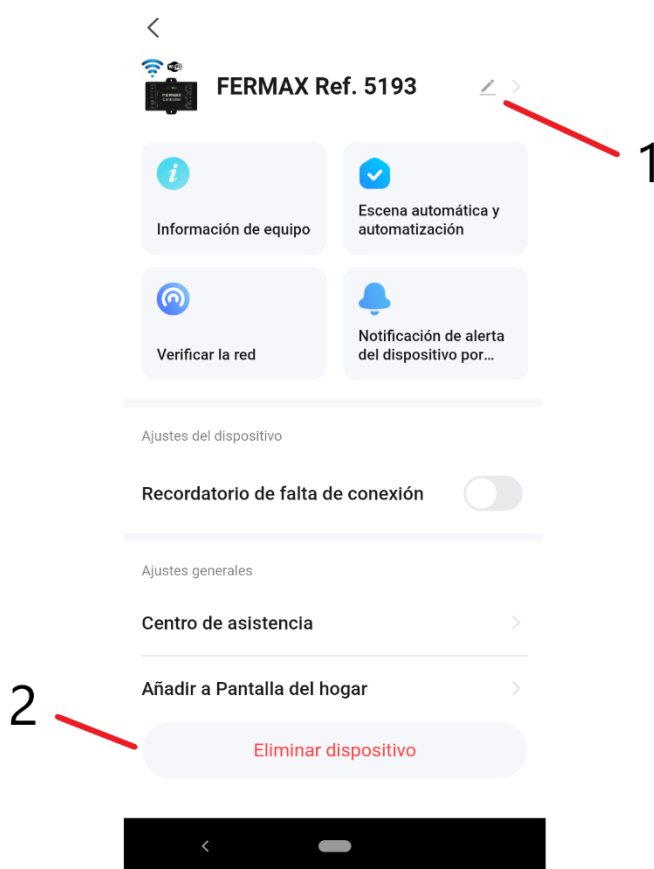 FERMAX Ref. 5193
1
Información de equipo
Escena automática y
automatización
Verificar la red
Notificación de alerta
del dispositivo por...
Ajustes del dispositivo
Recordatorio de falta de conexión
Ajustes generales
Centro de asistencia
Añadir a Pantalla del hogar
2
Eliminar dispositivo